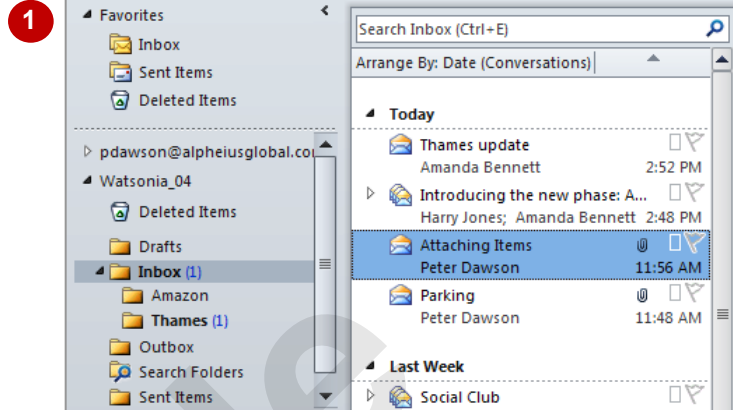 1
Favorites
Inbox
Sent Items
Deleted Items
pdawson@alpheiusglobal.co
Watsonia_04
Deleted Items
Drafts
Inbox (1)
Amazon
Thames (1)
Outbox
Search Folders
Sent Items
Search Inbox (Ctrl+E)
Arrange By: Date (Conversations)
Today
Thames update
Amanda Bennett 2:52 PM
Introducing the new phase: A...
Harry Jones; Amanda Bennett 2:48 PM
Attaching Items
Peter Dawson 11:56 AM
Parking
Peter Dawson 11:48 AM
Last Week
Social Club